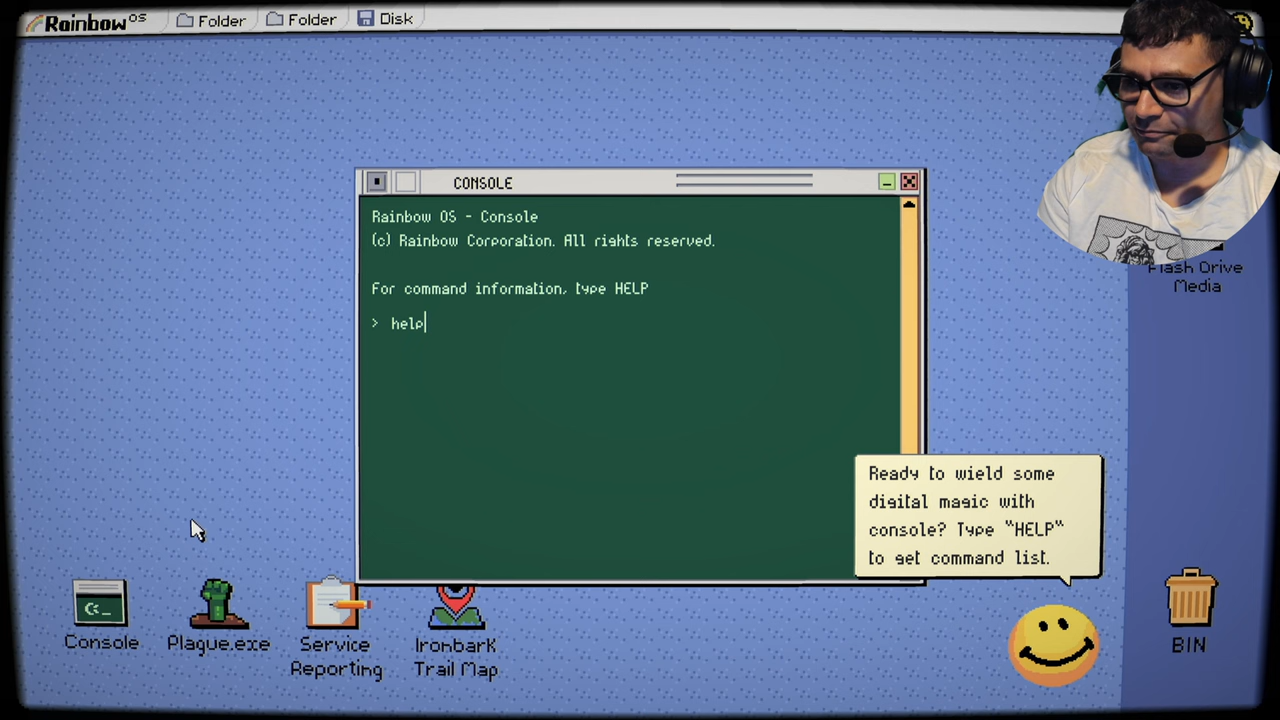 RainbowOS
Folder
Folder
Disk
CONSOLE
Rainbow OS - Console
(c) Rainbow Corporation. All rights reserved.
For command information, type HELP
> help
Flash Drive
Media
Ready to wield some
digital magic with
console? Type "HELP"
to get command list.
Console
Plague.exe
Service
Reporting
Ironbark
Trail Map
BIN